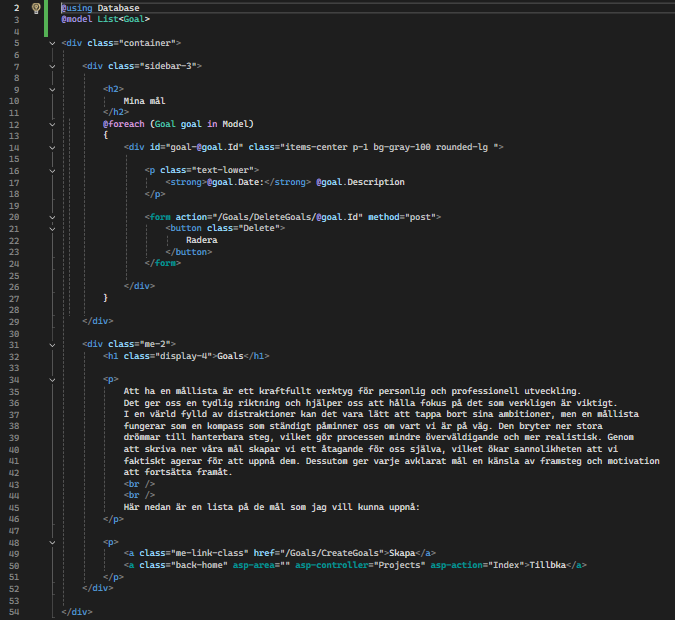 2 @using Database
3 @model List<Goal>
4
5 <div class="container">
6
7 <div class="sidebar-3">
8
9 <h2>
10 Mina mål
11 </h2>
12 @foreach (Goal goal in Model)
13 {
14 <div id="goal-@goal.Id" class="items-center p-1 bg-gray-100 rounded-lg ">
15
16 <p class="text-lower">
17 <strong>@goal.Date:</strong> @goal.Description
18 </p>
19
20 <form action="/Goals/DeleteGoals/@goal.Id" method="post">
21 <button class="Delete">
22 Radera
23 </button>
24 </form>
25
26 </div>
27 }
28
29 </div>
30
31 <div class="me-2">
32 <h1 class="display-4">Goals</h1>
33
34 <p>
35 Att ha en mållista är ett kraftfullt verktyg för personlig och professionell utveckling.
36 Det ger oss en tydlig riktning och hjälper oss att hålla fokus på det som verkligen är viktigt.
37 I en värld fylld av distraktioner kan det vara lätt att tappa bort sina ambitioner, men en mållista
38 fungerar som en kompass som ständigt påminner oss om vart vi är på väg. Den bryter ner stora
39 drömmar till hanterbara steg, vilket gör processen mindre överväldigande och mer realistisk. Genom
40 att skriva ner våra mål skapar vi ett åtagande för oss själva, vilket ökar sannolikheten att vi
41 faktiskt agerar för att uppnå dem. Dessutom ger varje avklarat mål en känsla av framsteg och motivation
42 att fortsätta framåt.
43 <br />
44 <br />
45 Här nedan är en lista på de mål som jag vill kunna uppnå:
46 </p>
47
48 <p>
49 <a class="me-link-class" href="/Goals/CreateGoals">Skapa</a>
50 <a class="back-home" asp-area="" asp-controller="Projects" asp-action="Index">Tillbka</a>
51 </p>
52 </div>
53
54 </div>